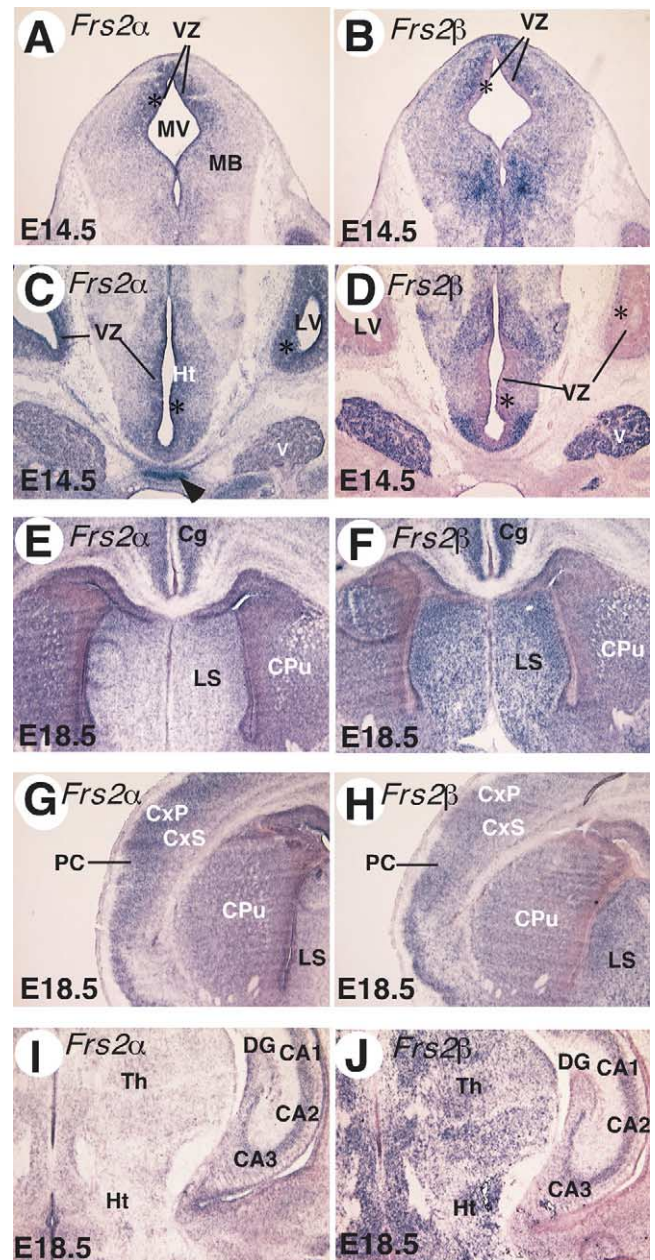 A Frs2α VZ
* MV
MB
E14.5
B Frs2β VZ
*
E14.5
C Frs2α
VZ LV
Ht *
*
V
E14.5
D Frs2β
LV *
VZ
*
V
E14.5
E Frs2α Cg
LS CPu
E18.5
F Frs2β Cg
LS CPu
E18.5
G Frs2α
CxP
CxS
PC
CPu
LS
E18.5
H Frs2β
CxP
CxS
PC
CPu
LS
E18.5
I Frs2α DG CA1
Th
CA2
CA3
Ht
E18.5
J Frs2β DG CA1
Th
CA2
CA3
Ht
E18.5